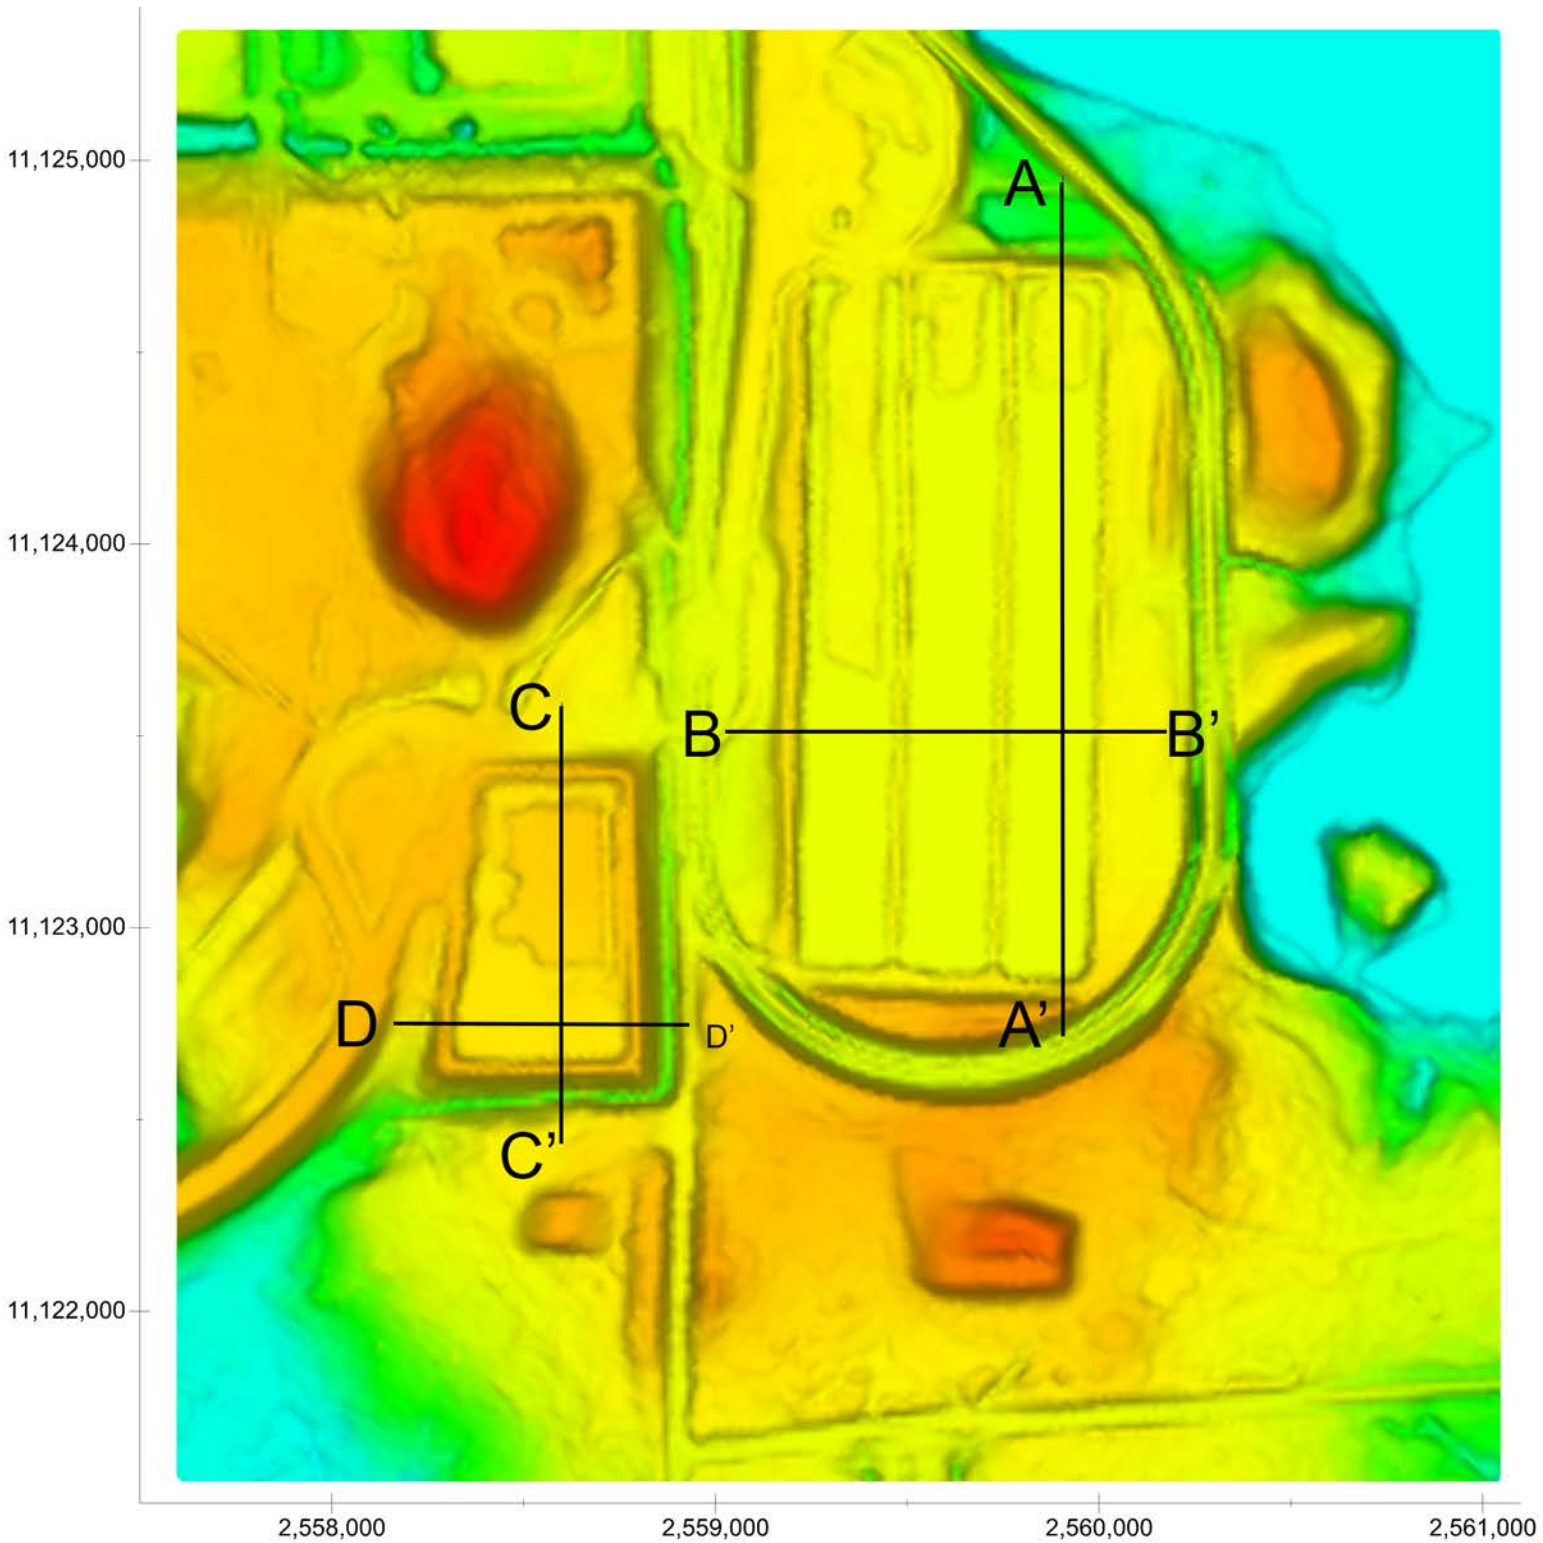 11,125,000
A
11,124,000
C
B
B’
11,123,000
D
D’
A’
C’
11,122,000
2,558,000
2,559,000
2,560,000
2,561,000